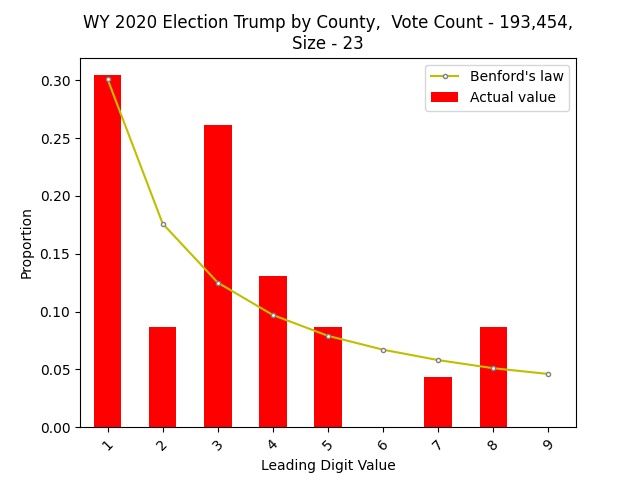 WY 2020 Election Trump by County,  Vote Count - 193,454,
Size - 23
Benford's law
Actual value
0.30
0.25
0.20
0.15
0.10
0.05
0.00
Proportion
1 2 3 4 5 6 7 8 9
Leading Digit Value